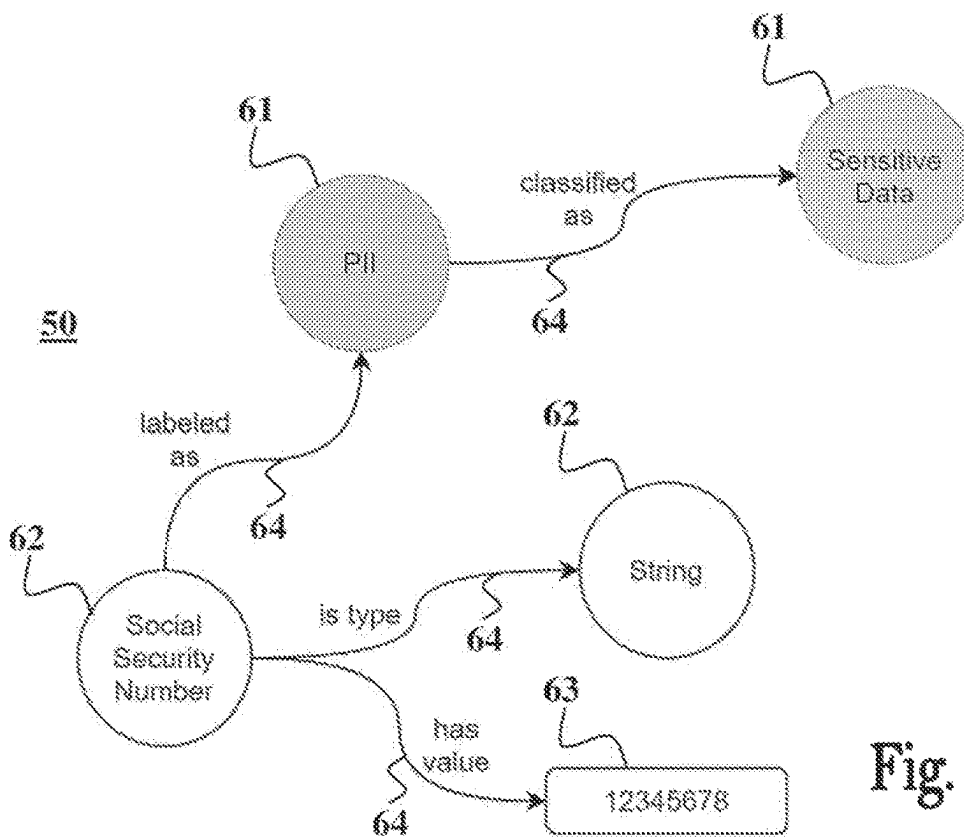 61
61
Sensitive
Data
classified
as
PII
64
50
labeled
as
64
62
62
String
is type
64
Social
Security
Number
63
has
value
64
12345678
Fig.